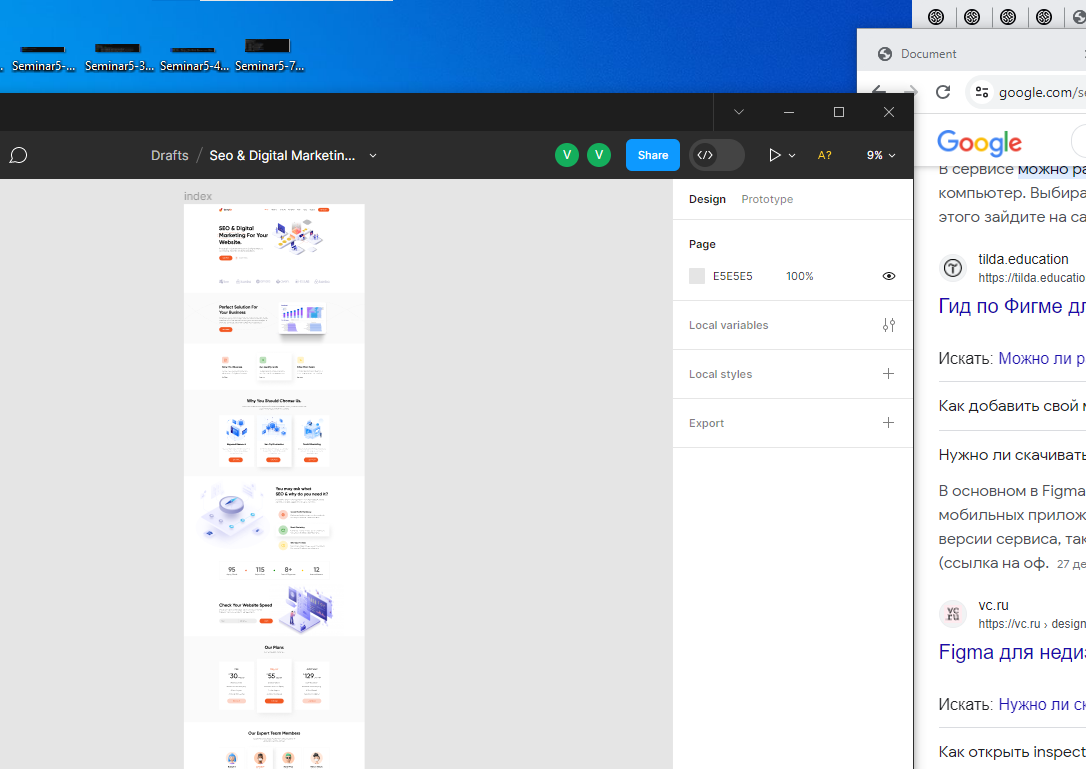 Seminar5-...
Seminar5-3...
Seminar5-4...
Seminar5-7...
Document
google.com/se
Drafts / Seo & Digital Marketin...
V
V
Share
A?
9%
Google
index
SEO & Digital
Marketing For Your
Website.
Perfect Solution For
Your Business
Why You Should Choose Us.
You may ask what
SEO & why do you need it?
95
115
8+
12
Check Your Website Speed
Our Plans
30
55
129
Our Expert Team Members
Design
Prototype
Page
E5E5E5
100%
Local variables
Local styles
Export
В сервисе можно ра
компьютер. Выбира
этого зайдите на са
tilda.education
https://tilda.educatio
Гид по Фигме дл
Искать: Можно ли р
Как добавить свой м
Нужно ли скачивать
В основном в Figma
мобильных прилож
версии сервиса, так
(ссылка на оф. 27 де
vc.ru
https://vc.ru › design
Figma для недиз
Искать: Нужно ли ск
Как открыть inspect